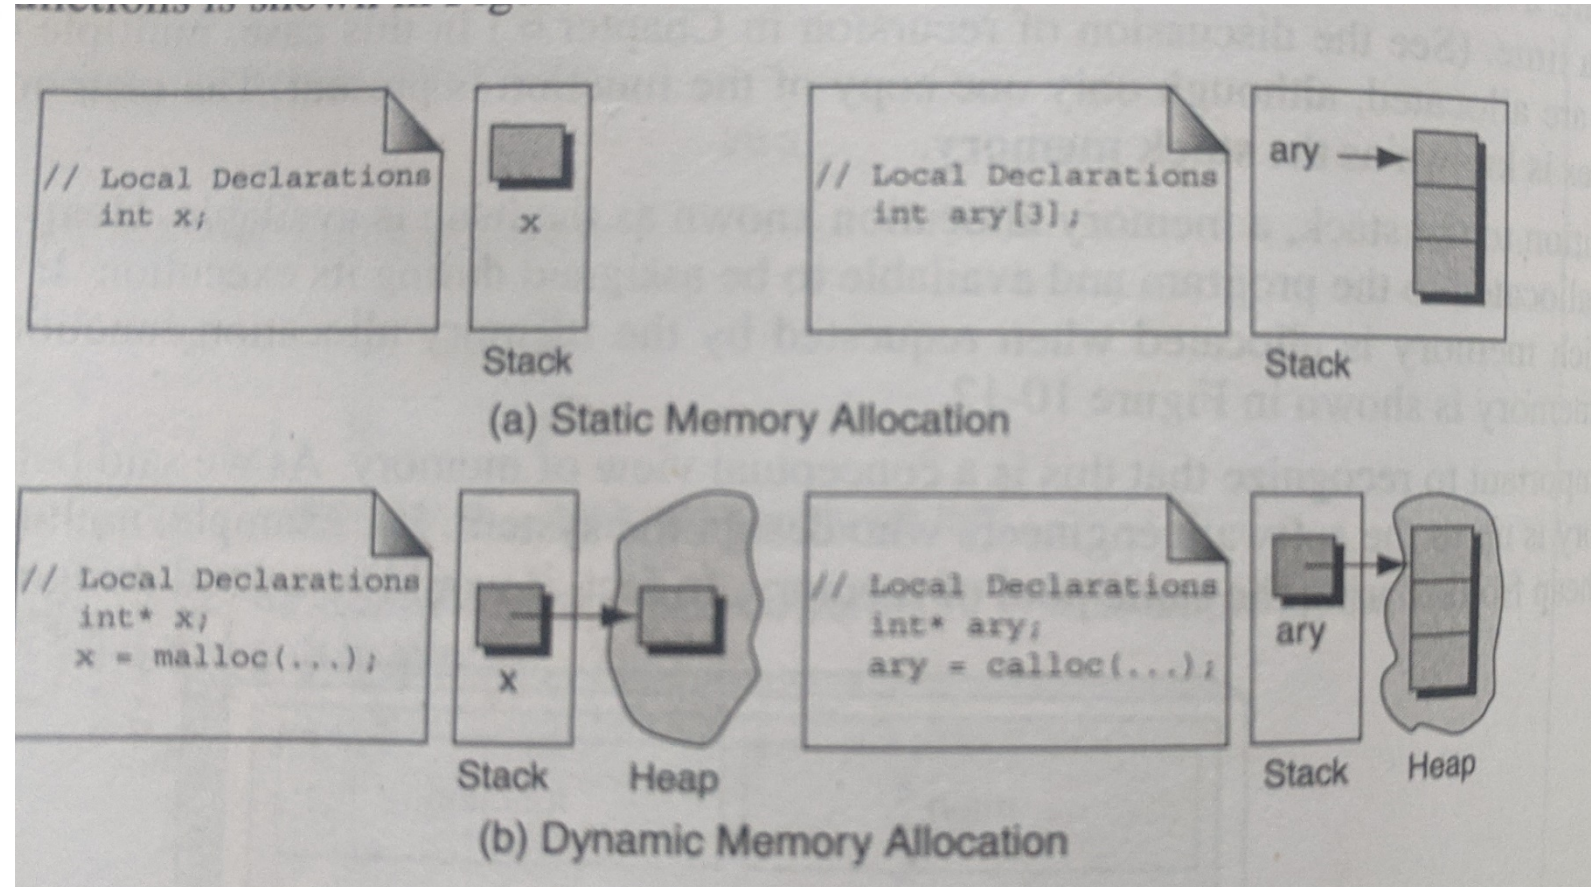 // Local Declarations
int x;
x
Stack
// Local Declarations
int ary[3];
ary
Stack
(a) Static Memory Allocation
// Local Declarations
int* x;
x = malloc(...);
x
Stack
Heap
// Local Declarations
int* ary;
ary = calloc(...);
ary
Stack
Heap
(b) Dynamic Memory Allocation